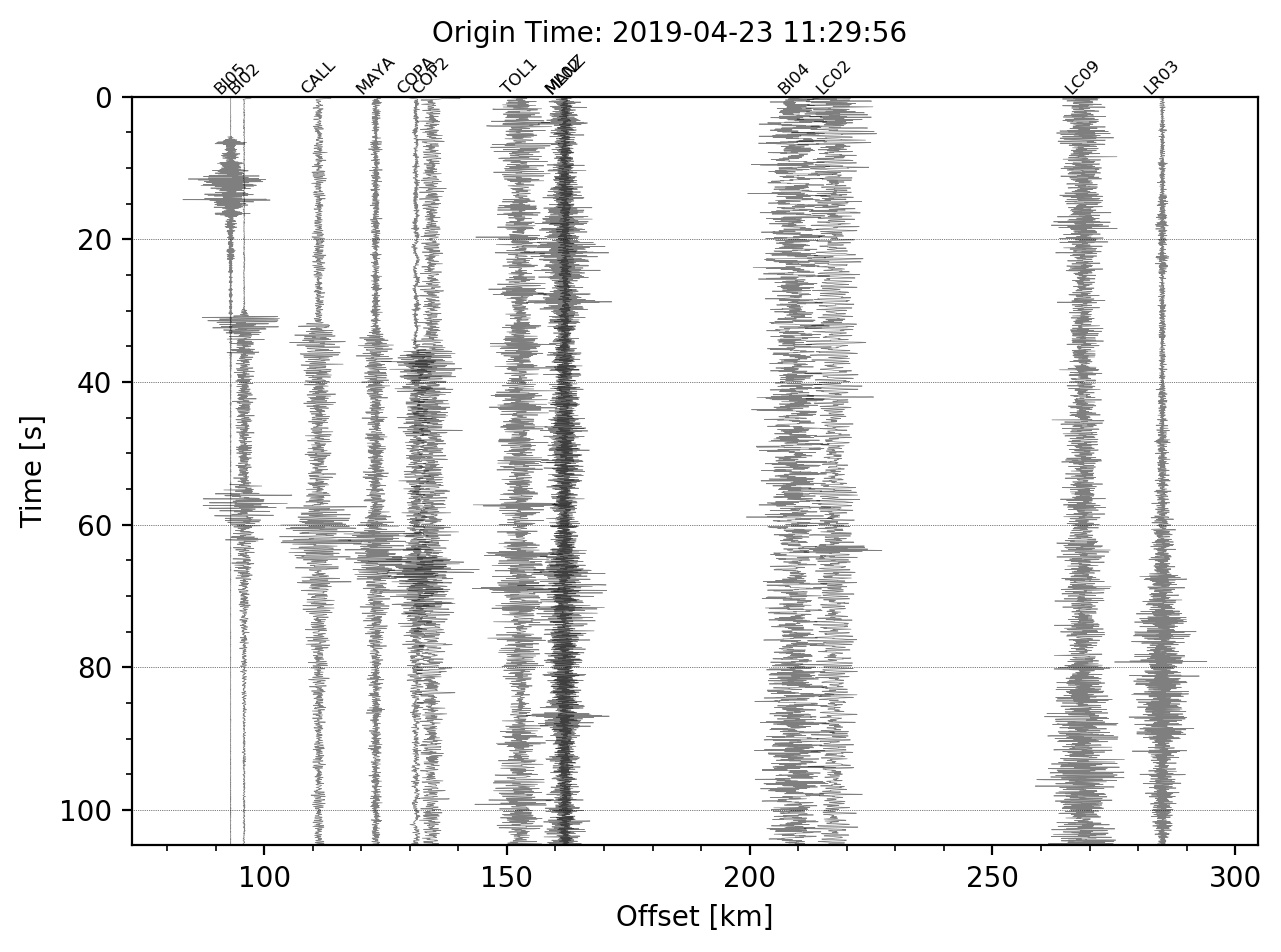 Origin Time: 2019-04-23 11:29:56
BI05 BI02 CALL MAYA COPA COP2 TOL1 BI04 LC02 LC09 LR03
0
20
40
60
80
100
Time [s]
100 150 200 250 300
Offset [km]